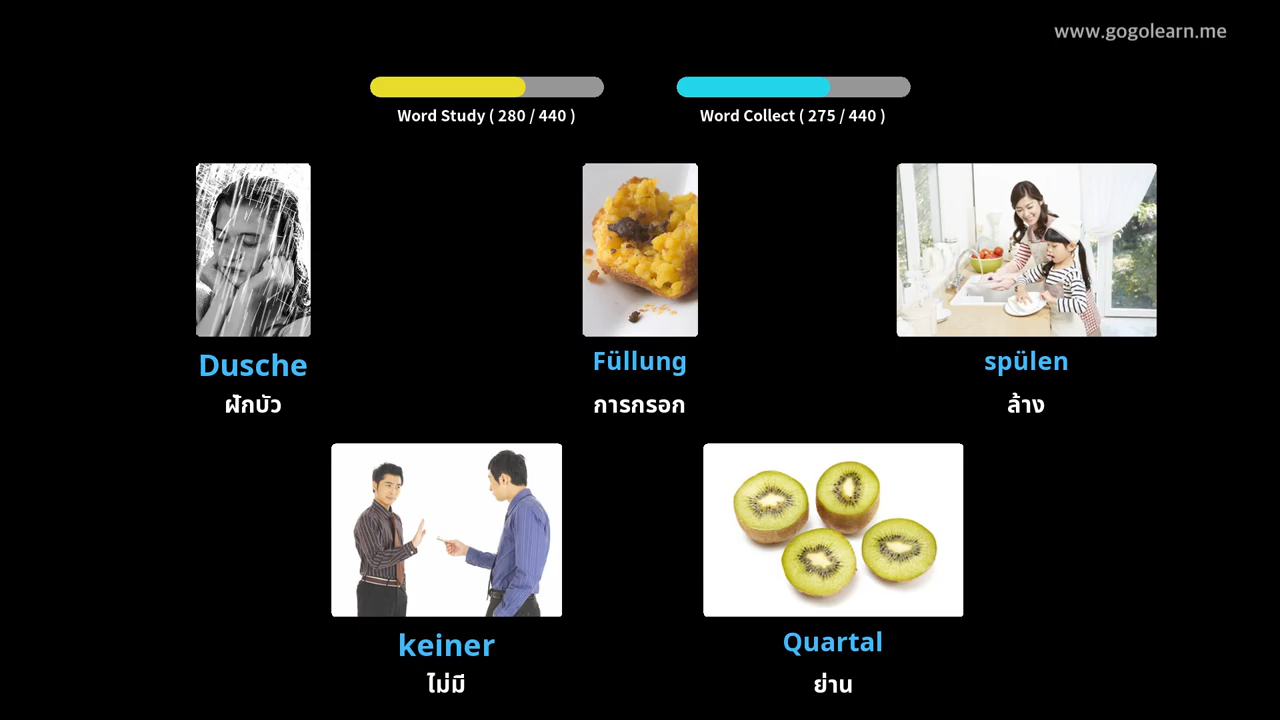 www.gogolearn.me
Word Study ( 280 / 440 )
Word Collect ( 275 / 440 )
Dusche
Füllung
spülen
ฝักบัว
การกรอก
ล้าง
keiner
Quartal
ไม่มี
ย่าน